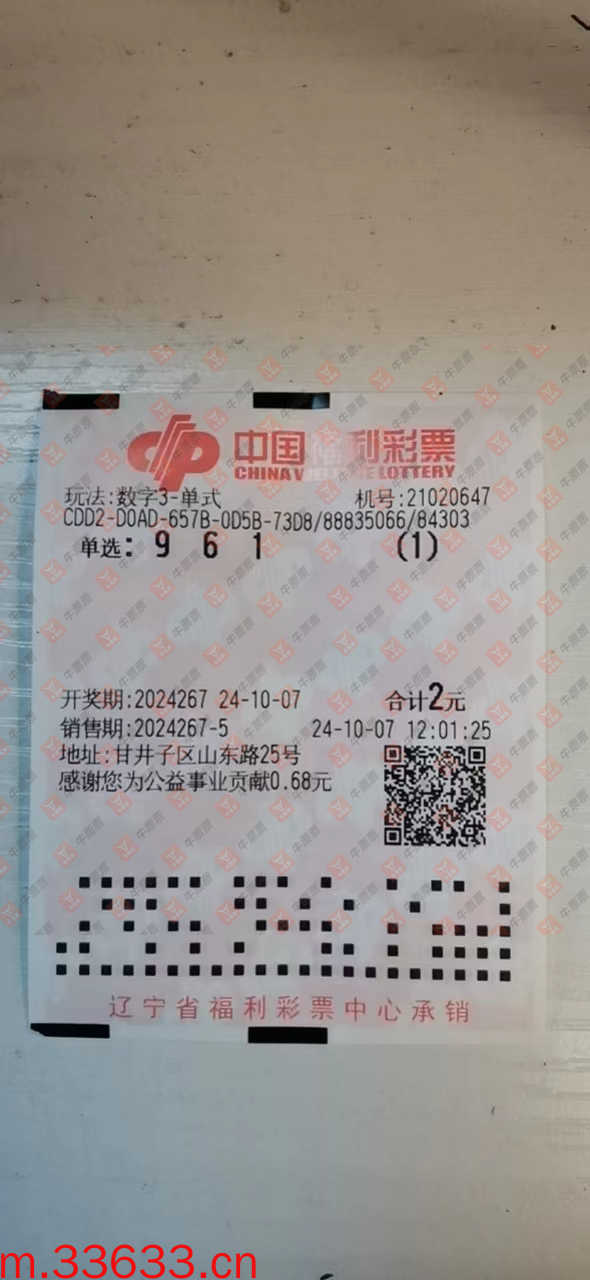 中国福利彩票
CHINA WELFARE LOTTERY
玩法:数字3-单式 机号:21020647
CDD2-D0AD-657B-0D5B-73D8/88835066/84303
单选: 9 6 1 (1)
开奖期:2024267 24-10-07 合计2元
销售期:2024267-5 24-10-07 12:01:25
地址:甘井子区山东路25号
感谢您为公益事业贡献0.68元
辽宁省福利彩票中心承销
m.33633.cn